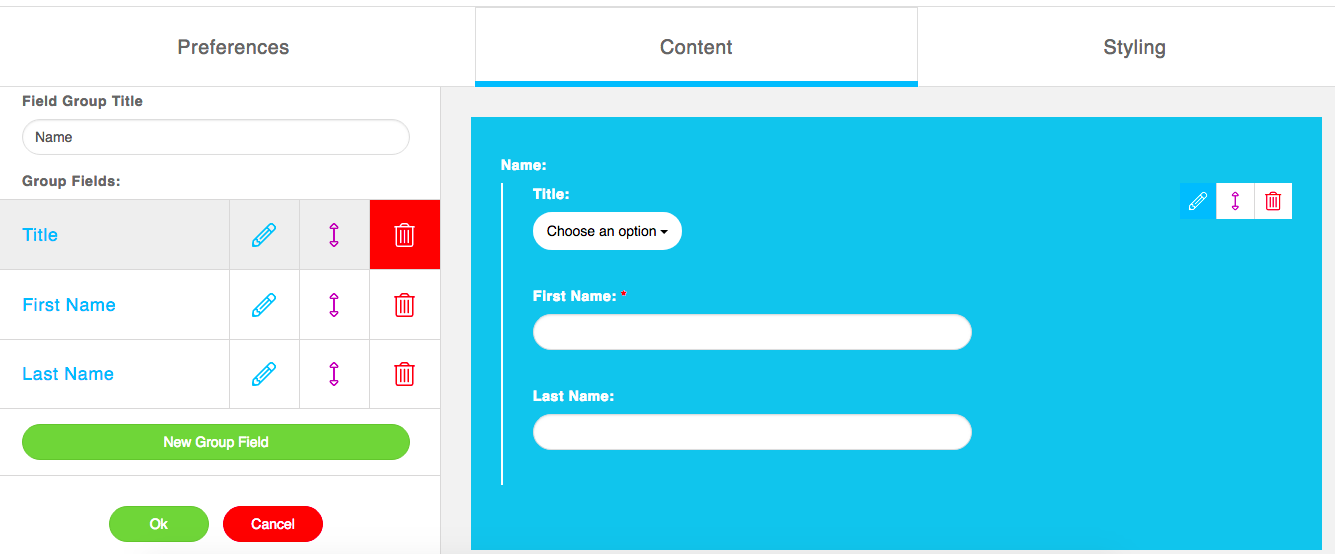 Preferences
Content
Styling
Field Group Title
Name
Group Fields:
Title
First Name
Last Name
New Group Field
Ok
Cancel
Name:
Title:
Choose an option
First Name: *
Last Name: